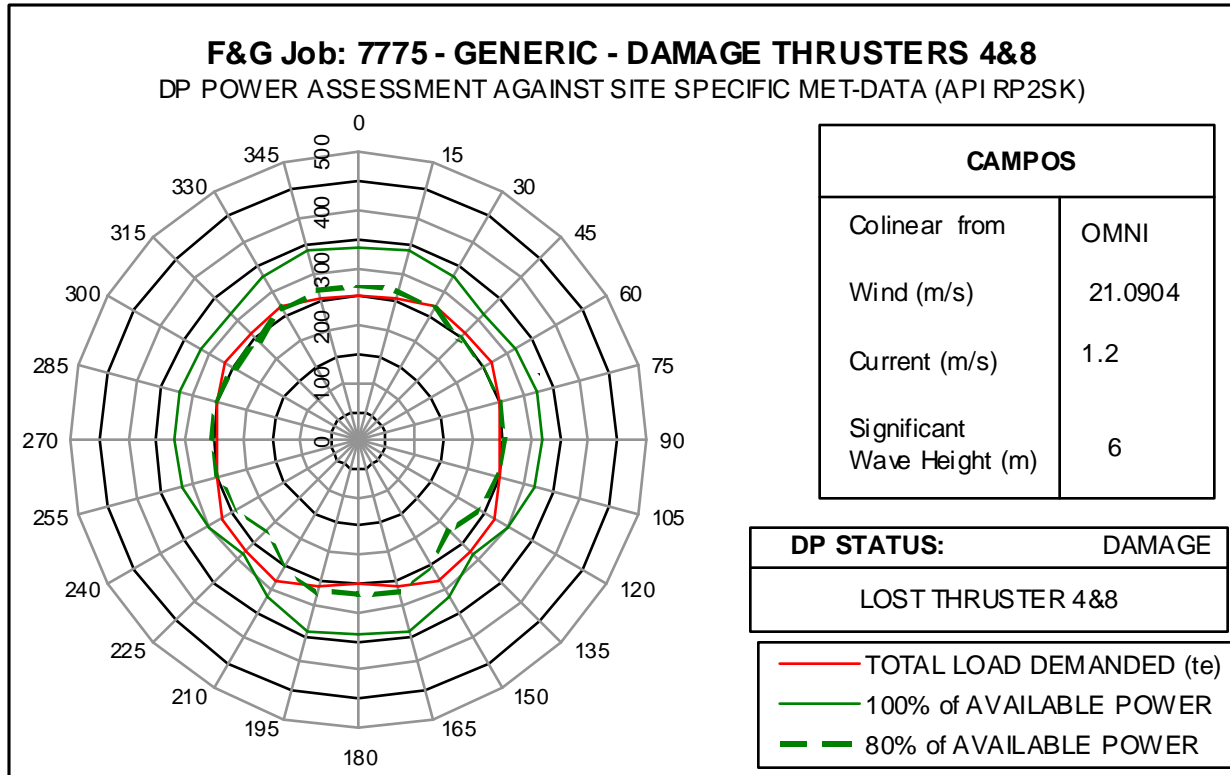 F&G Job: 7775 - GENERIC - DAMAGE THRUSTERS 4&8
DP POWER ASSESSMENT AGAINST SITE SPECIFIC MET-DATA (API RP2SK)
0
15
30
45
60
75
90
105
120
135
150
165
180
195
210
225
240
255
270
285
300
315
330
345
500
400
300
200
100
0
CAMPOS
Colinear from OMNI
Wind (m/s) 21.0904
Current (m/s) 1.2
Significant
Wave Height (m) 6
DP STATUS: DAMAGE
LOST THRUSTER 4&8
TOTAL LOAD DEMANDED (te)
100% of AVAILABLE POWER
80% of AVAILABLE POWER